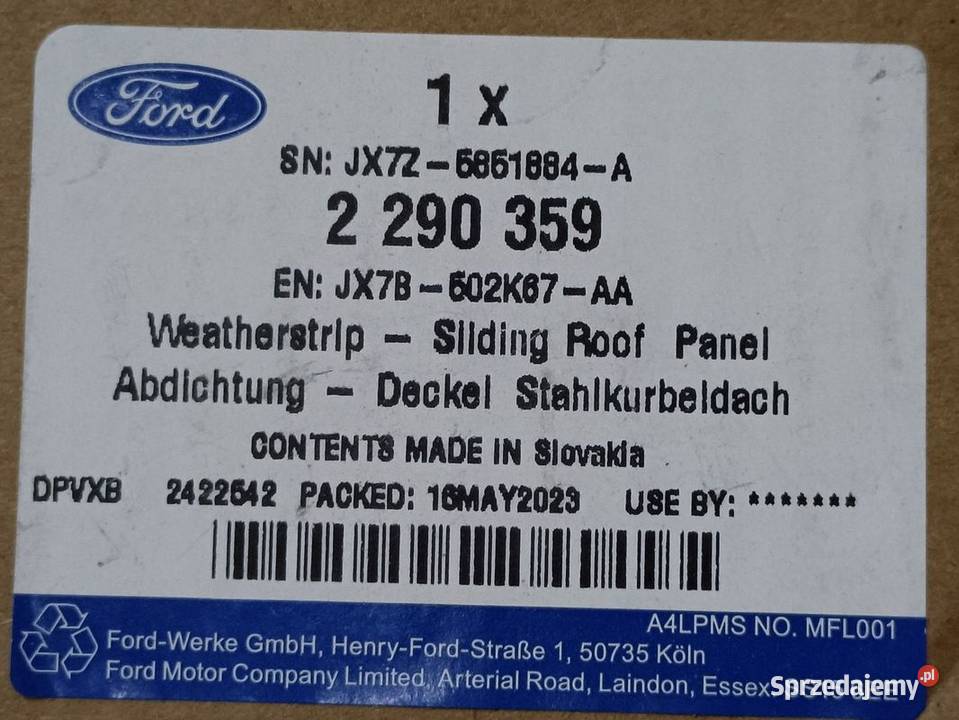 Ford
1 x
SN: JX7Z-5851884-A
2 290 359
EN: JX7B-502K67-AA
Weatherstrip - Sliding Roof Panel
Abdichtung - Deckel Stahlkurbeldach
CONTENTS MADE IN Slovakia
DPVXB 2422542 PACKED: 16MAY2023 USE BY: *******
A4LPMS NO. MFL001
Ford-Werke GmbH, Henry-Ford-Straße 1, 50735 Köln
Ford Motor Company Limited, Arterial Road, Laindon, Essex
Sprzedajemy.pl